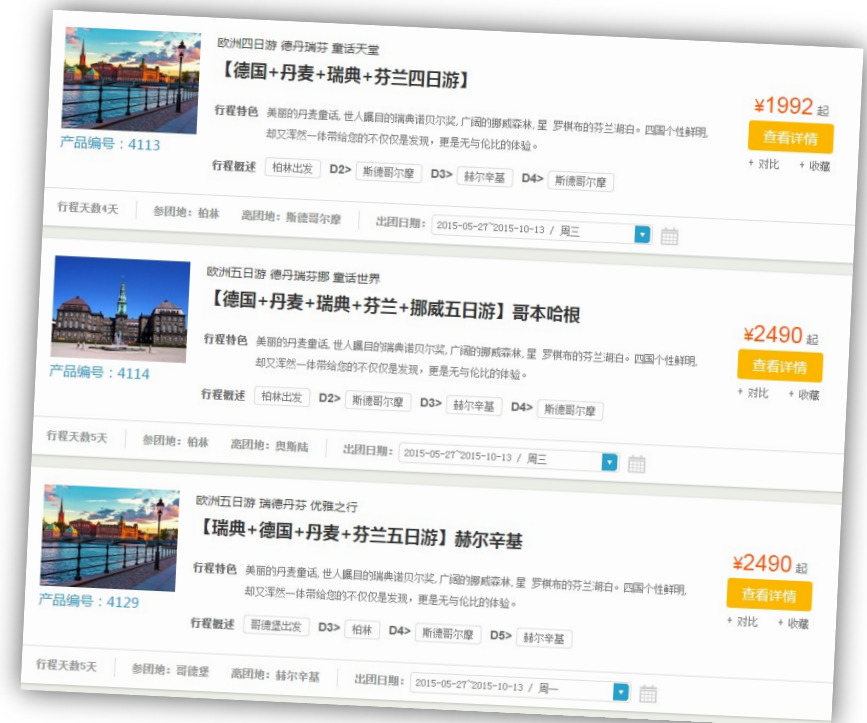 欧洲四日游 德丹瑞芬 童话天堂
【德国+丹麦+瑞典+芬兰四日游】
¥1992 起
行程特色 美丽的丹麦童话, 世人瞩目的瑞典诺贝尔奖, 广阔的挪威森林, 星 罗棋布的芬兰湖白。四国个性鲜明,
却又浑然一体带给您的不仅仅是发现，更是无与伦比的体验。
查看详情
产品编号：4113
+ 对比 + 收藏
行程概述 柏林出发 D2> 斯德哥尔摩 D3> 赫尔辛基 D4> 斯德哥尔摩
行程天数4天 参团地: 柏林 离团地: 斯德哥尔摩 出团日期: 2015-05-27~2015-10-13 / 周三
欧洲五日游 德丹瑞芬挪 童话世界
【德国+丹麦+瑞典+芬兰+挪威五日游】哥本哈根
¥2490 起
行程特色 美丽的丹麦童话, 世人瞩目的瑞典诺贝尔奖, 广阔的挪威森林, 星 罗棋布的芬兰湖白。四国个性鲜明,
却又浑然一体带给您的不仅仅是发现，更是无与伦比的体验。
查看详情
产品编号：4114
+ 对比 + 收藏
行程概述 柏林出发 D2> 斯德哥尔摩 D3> 赫尔辛基 D4> 斯德哥尔摩
行程天数5天 参团地: 柏林 离团地: 奥斯陆 出团日期: 2015-05-27~2015-10-13 / 周三
欧洲五日游 瑞德丹芬 优雅之行
【瑞典+德国+丹麦+芬兰五日游】赫尔辛基
¥2490 起
行程特色 美丽的丹麦童话, 世人瞩目的瑞典诺贝尔奖, 广阔的挪威森林, 星 罗棋布的芬兰湖白。四国个性鲜明,
却又浑然一体带给您的不仅仅是发现，更是无与伦比的体验。
查看详情
产品编号：4129
+ 对比 + 收藏
行程概述 哥德堡出发 D3> 柏林 D4> 斯德哥尔摩 D5> 赫尔辛基
行程天数5天 参团地: 哥德堡 离团地: 赫尔辛基 出团日期: 2015-05-27~2015-10-13 / 周一